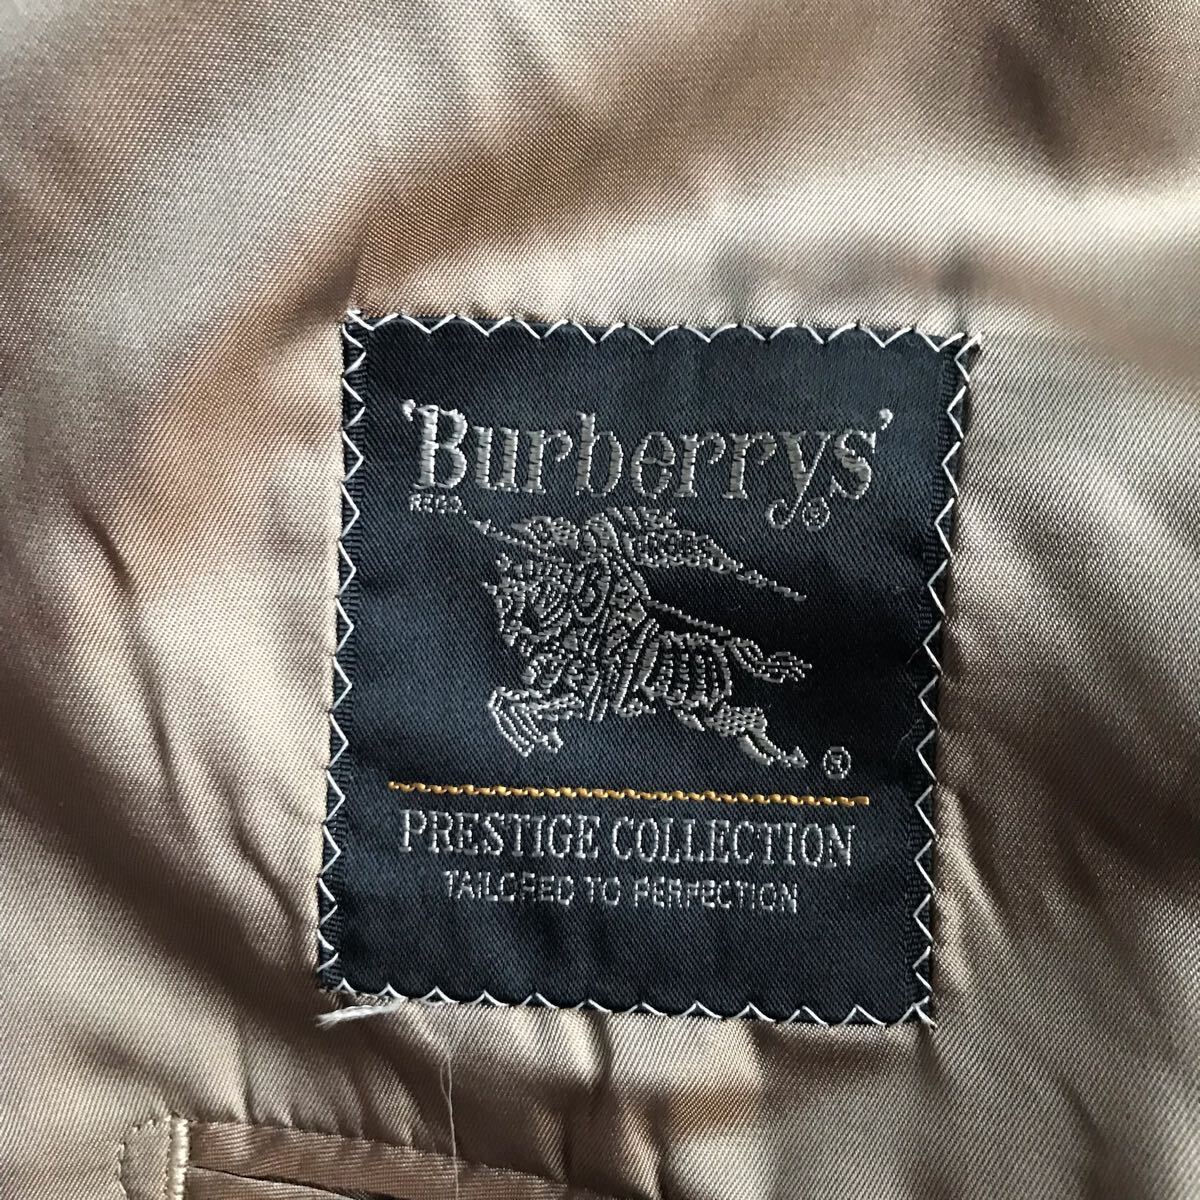 'Burberrys'
REGD. ®
®
PRESTIGE COLLECTION
TAILORED TO PERFECTION